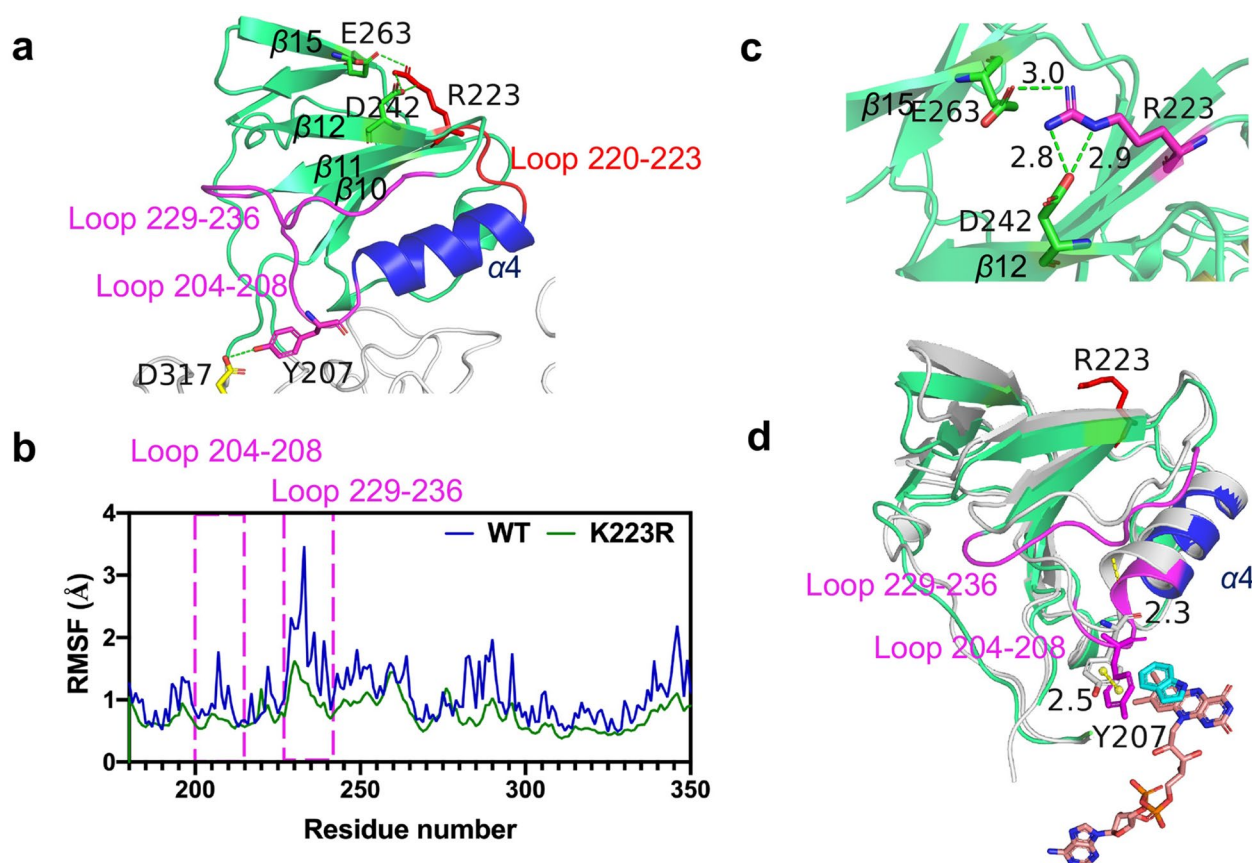 a
β15
E263
D242
R223
β12
Loop 220-223
β11
β10
Loop 229-236
α4
Loop 204-208
D317
Y207
c
3.0
β15
E263
R223
2.8
2.9
D242
β12
b
Loop 204-208
Loop 229-236
WT
K223R
RMSF (Å)
4
3
2
1
0
200
250
300
350
Residue number
d
R223
α4
Loop 229-236
2.3
Loop 204-208
2.5
Y207